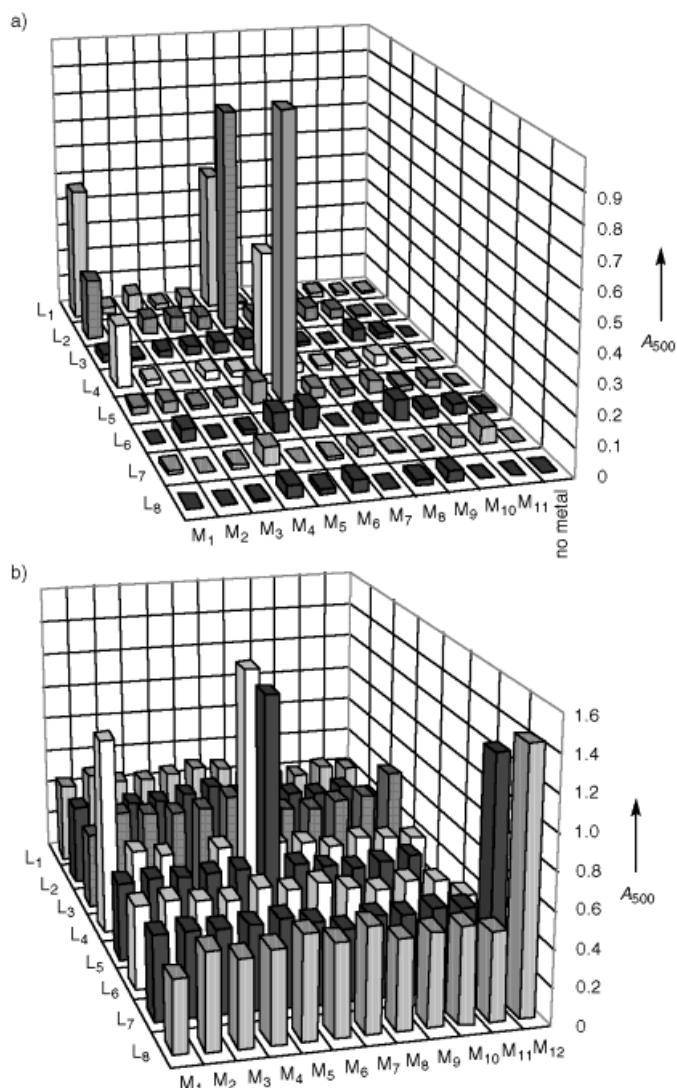 a)
0.9
0.8
0.7
0.6
0.5
0.4
0.3
0.2
0.1
0
A500
L1
L2
L3
L4
L5
L6
L7
L8
M1 M2 M3 M4 M5 M6 M7 M8 M9 M10 M11 no metal
b)
1.6
1.4
1.2
1.0
0.8
0.6
0.4
0.2
0
A500
L1
L2
L3
L4
L5
L6
L7
L8
M1 M2 M3 M4 M5 M6 M7 M8 M9 M10 M11 M12